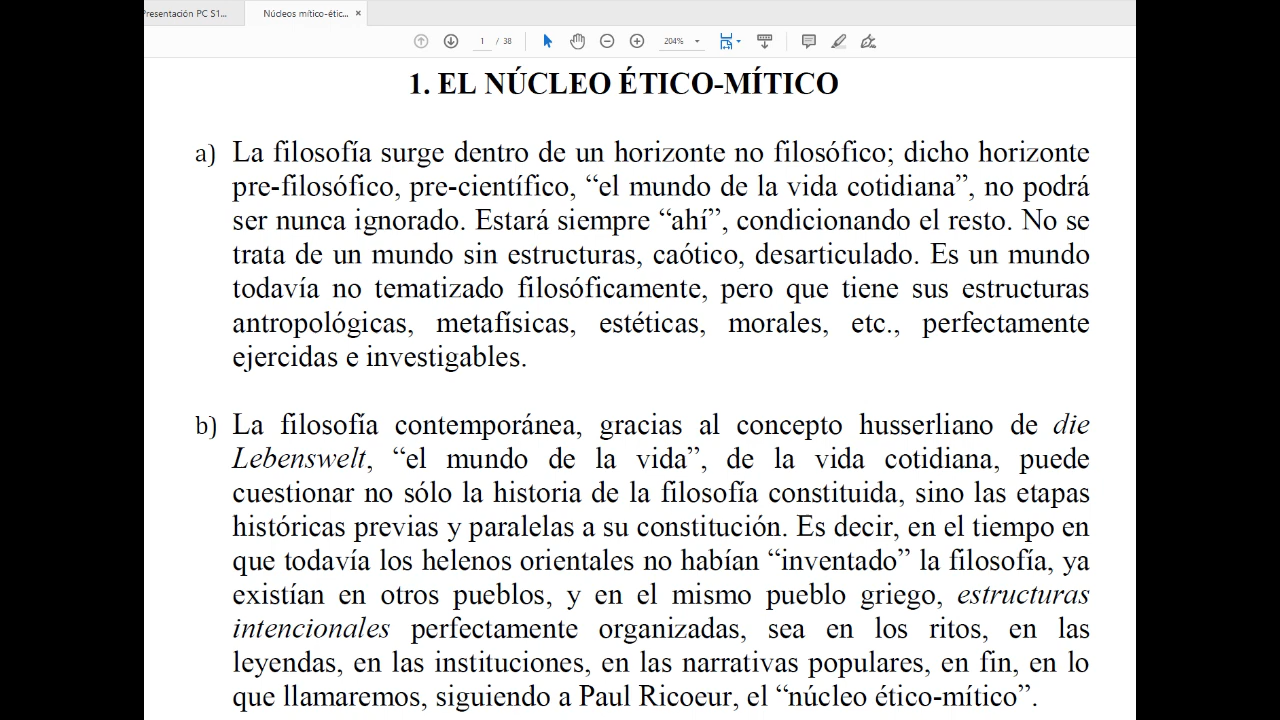 Presentación PC S1...
Núdeos mítico-étic... ×
1 / 38
204%
1. EL NÚCLEO ÉTICO-MÍTICO
a) La filosofía surge dentro de un horizonte no filosófico; dicho horizonte
pre-filosófico, pre-científico, “el mundo de la vida cotidiana”, no podrá
ser nunca ignorado. Estará siempre “ahí”, condicionando el resto. No se
trata de un mundo sin estructuras, caótico, desarticulado. Es un mundo
todavía no tematizado filosóficamente, pero que tiene sus estructuras
antropológicas, metafísicas, estéticas, morales, etc., perfectamente
ejercidas e investigables.
b) La filosofía contemporánea, gracias al concepto husserliano de die
Lebenswelt, “el mundo de la vida”, de la vida cotidiana, puede
cuestionar no sólo la historia de la filosofía constituida, sino las etapas
históricas previas y paralelas a su constitución. Es decir, en el tiempo en
que todavía los helenos orientales no habían “inventado” la filosofía, ya
existían en otros pueblos, y en el mismo pueblo griego, estructuras
intencionales perfectamente organizadas, sea en los ritos, en las
leyendas, en las instituciones, en las narrativas populares, en fin, en lo
que llamaremos, siguiendo a Paul Ricoeur, el “núcleo ético-mítico”.